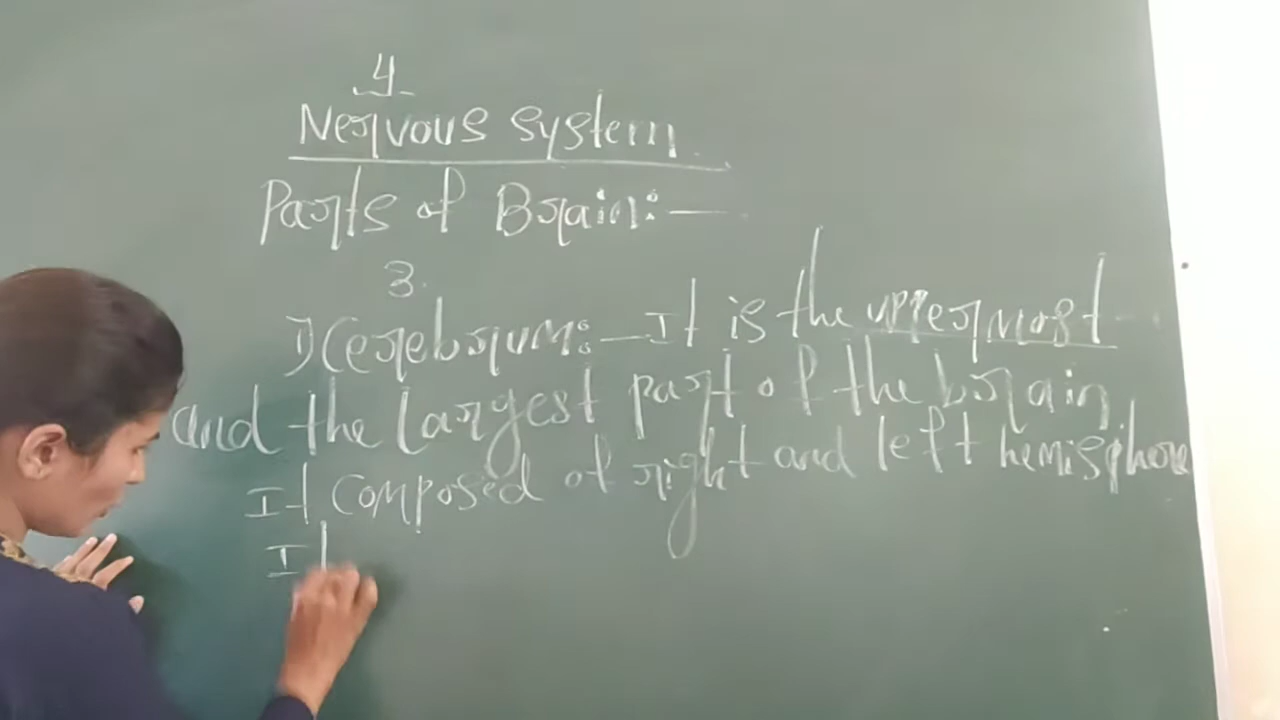 4
Nervous system
Parts of Brain:-
3.
1) Cerebrum:- It is the uppermost
and the largest part of the brain
It composed of right and left hemisphere
It